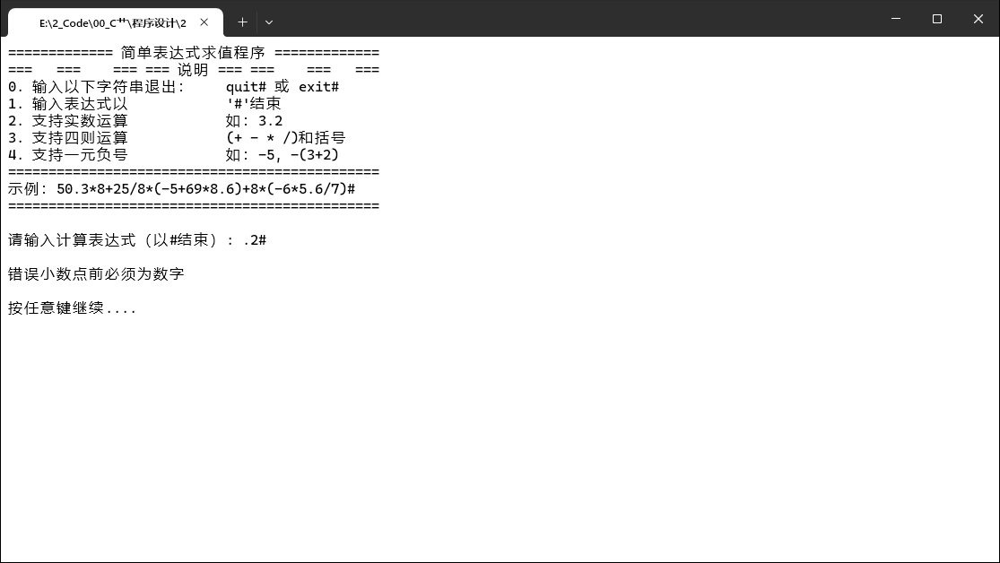 E:\2_Code\00_C++\程序设计\2
============= 简单表达式求值程序 =============
===   ===    === === 说明 === ===    ===   ===
0. 输入以下字符串退出:     quit# 或 exit#
1. 输入表达式以            '#'结束
2. 支持实数运算            如: 3.2
3. 支持四则运算            (+ - * /)和括号
4. 支持一元负号            如: -5, -(3+2)
==============================================
示例: 50.3*8+25/8*(-5+69*8.6)+8*(-6*5.6/7)#
==============================================
请输入计算表达式（以#结束）: .2#
错误小数点前必须为数字
按任意键继续....